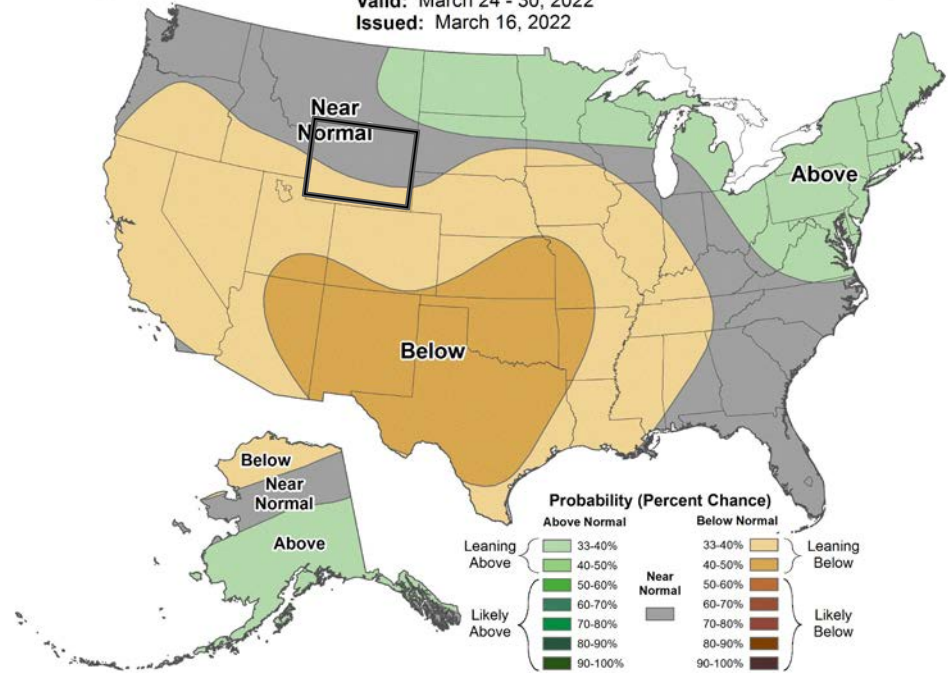 Valid: March 24 - 30, 2022
Issued: March 16, 2022
Near
Normal
Above
Below
Below
Near
Normal
Above
Probability (Percent Chance)
Above Normal
Below Normal
Leaning
Above
33-40%
40-50%
Likely
Above
50-60%
60-70%
70-80%
80-90%
90-100%
Near
Normal
33-40%
40-50%
Leaning
Below
50-60%
60-70%
70-80%
80-90%
90-100%
Likely
Below